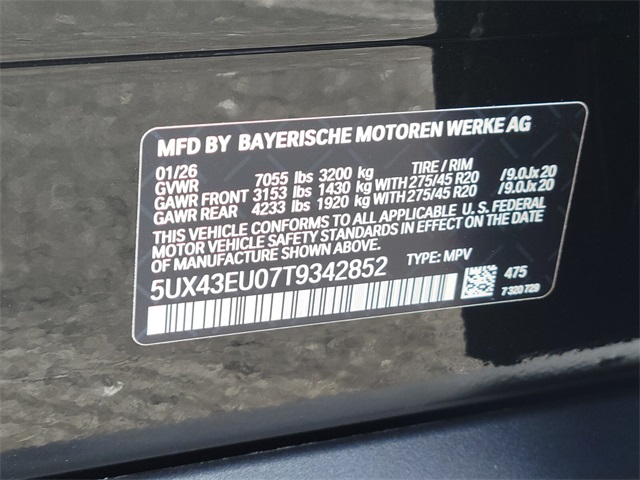 MFD BY BAYERISCHE MOTOREN WERKE AG
01/26 TIRE / RIM
GVWR 7055 lbs 3200 kg
GAWR FRONT 3153 lbs 1430 kg WITH 275/45 R20 /9.0Jx20
GAWR REAR 4233 lbs 1920 kg WITH 275/45 R20 /9.0Jx20
THIS VEHICLE CONFORMS TO ALL APPLICABLE U.S. FEDERAL
MOTOR VEHICLE SAFETY STANDARDS IN EFFECT ON THE DATE
OF MANUFACTURE SHOWN ABOVE.
5UX43EU07T9342852 TYPE: MPV
475
7 320 729